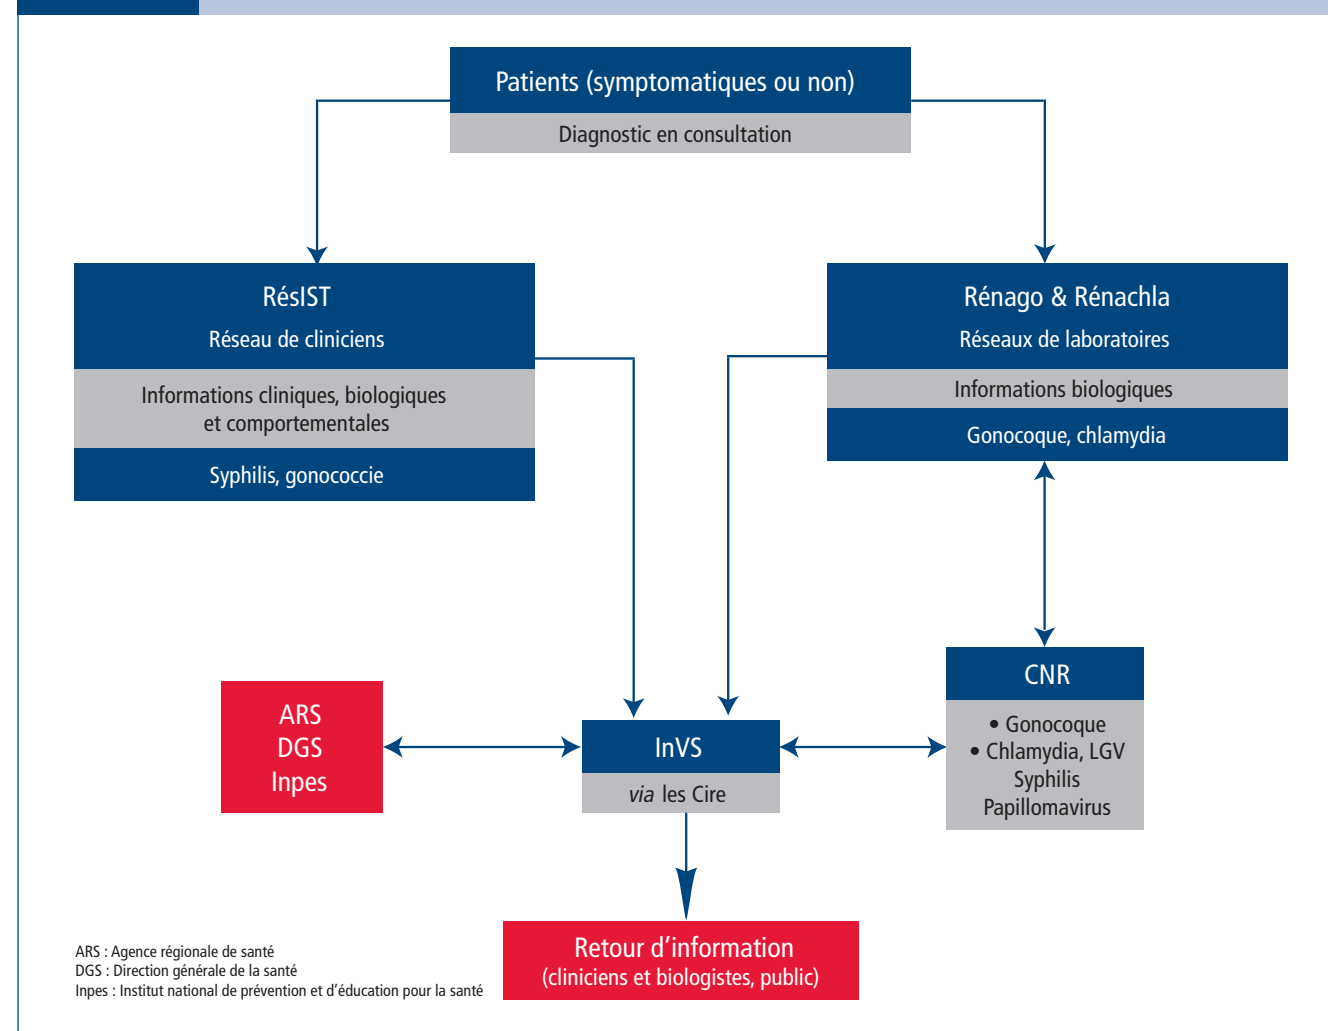 Patients (symptomatiques ou non)
Diagnostic en consultation
RésIST
Réseau de cliniciens
Informations cliniques, biologiques
et comportementales
Syphilis, gonococcie
Rénago & Rénachla
Réseaux de laboratoires
Informations biologiques
Gonocoque, chlamydia
CNR
• Gonocoque
• Chlamydia, LGV
Syphilis
Papillomavirus
ARS
DGS
Inpes
InVS
via les Cire
Retour d’information
(cliniciens et biologistes, public)
ARS : Agence régionale de santé
DGS : Direction générale de la santé
Inpes : Institut national de prévention et d’éducation pour la santé